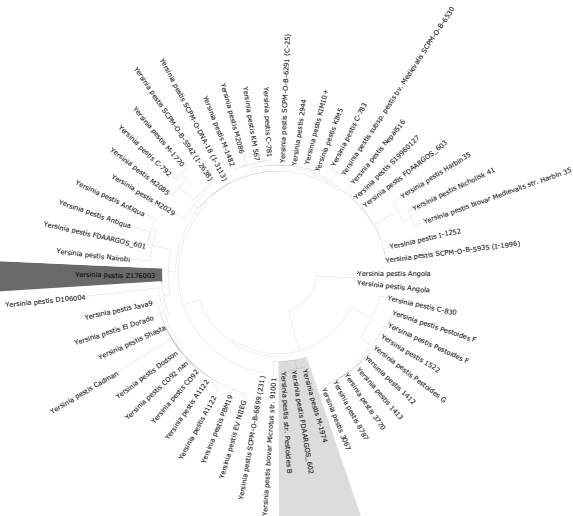 Yersinia pestis SCPM-O-B-6291 (C-25)
Yersinia pestis 2944
Yersinia pestis KIM10+
Yersinia pestis KIM5
Yersinia pestis C-783
Yersinia pestis subsp. pestis bv. Medievalis SCPM-O-B-6530
Yersinia pestis Nepal516
Yersinia pestis S19960127
Yersinia pestis FDAARGOS_603
Yersinia pestis Harbin35
Yersinia pestis Nicholisk 41
Yersinia pestis biovar Medievalis str. Harbin 35
Yersinia pestis I-1252
Yersinia pestis SCPM-O-B-5935 (I-1996)
Yersinia pestis Angola
Yersinia pestis Angola
Yersinia pestis C-830
Yersinia pestis Pestoides F
Yersinia pestis Pestoides F
Yersinia pestis 1522
Yersinia pestis Pestoides G
Yersinia pestis 1412
Yersinia pestis 1413
Yersinia pestis 3770
Yersinia pestis 8787
Yersinia pestis 3067
Yersinia pestis M-1974
Yersinia pestis FDAARGOS_602
Yersinia pestis str. Pestoides B
Yersinia pestis biovar Microtus str. 91001
Yersinia pestis SCPM-O-B-6899 (231)
Yersinia pestis EV NIIEG
Yersinia pestis PBM19
Yersinia pestis A1122
Yersinia pestis A1122
Yersinia pestis CO92
Yersinia pestis CO92_nan
Yersinia pestis Dodson
Yersinia pestis Cadman
Yersinia pestis Shasta
Yersinia pestis El Dorado
Yersinia pestis Java9
Yersinia pestis D106004
Yersinia pestis Z176003
Yersinia pestis Nairobi
Yersinia pestis FDAARGOS_601
Yersinia pestis Antiqua
Yersinia pestis Antiqua
Yersinia pestis M2029
Yersinia pestis M2085
Yersinia pestis C-792
Yersinia pestis M-1770
Yersinia pestis SCPM-O-B-5942 (I-2638)
Yersinia pestis SCPM-O-DNA-18 (I-3113)
Yersinia pestis M-1482
Yersinia pestis M2086
Yersinia pestis KM 567
Yersinia pestis C-781